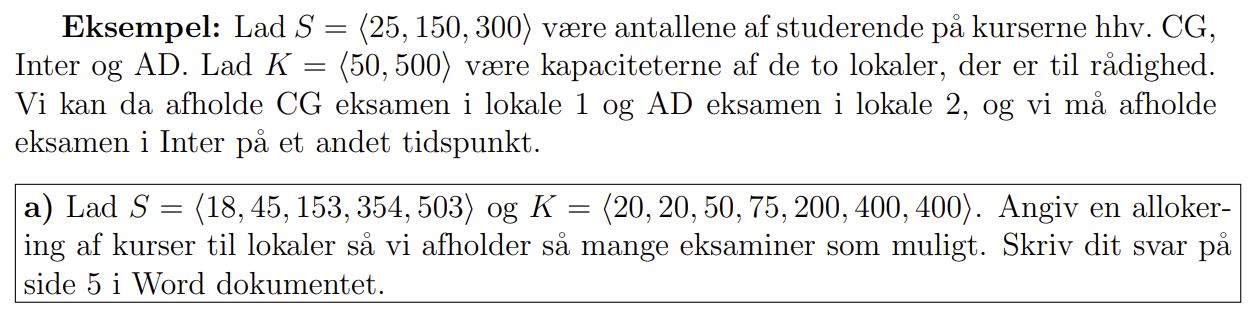 Eksempel: Lad S = ⟨25, 150, 300⟩ være antallene af studerende på kurserne hhv. CG,
Inter og AD. Lad K = ⟨50, 500⟩ være kapaciteterne af de to lokaler, der er til rådighed.
Vi kan da afholde CG eksamen i lokale 1 og AD eksamen i lokale 2, og vi må afholde
eksamen i Inter på et andet tidspunkt.
a) Lad S = ⟨18, 45, 153, 354, 503⟩ og K = ⟨20, 20, 50, 75, 200, 400, 400⟩. Angiv en alloker-
ing af kurser til lokaler så vi afholder så mange eksaminer som muligt. Skriv dit svar på
side 5 i Word dokumentet.